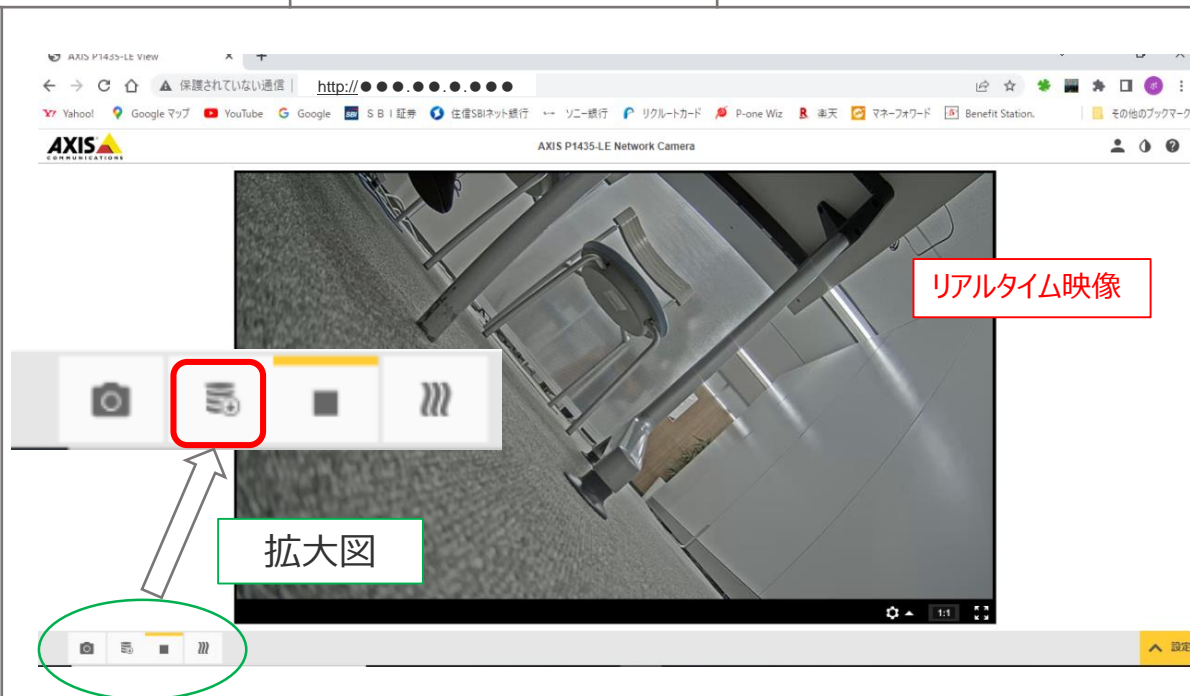 AXIS P1435-LE View × +
保護されていない通信 | http://●●●.●●.●.●●●
Yahoo! Google マップ YouTube Google SBI ＳＢＩ証券 住信SBIネット銀行 ソニー銀行 リクルートカード P-one Wiz 楽天 マネーフォワード Benefit Station. その他のブックマーク
AXIS
COMMUNICATIONS
AXIS P1435-LE Network Camera
リアルタイム映像
拡大図
1:1
設定